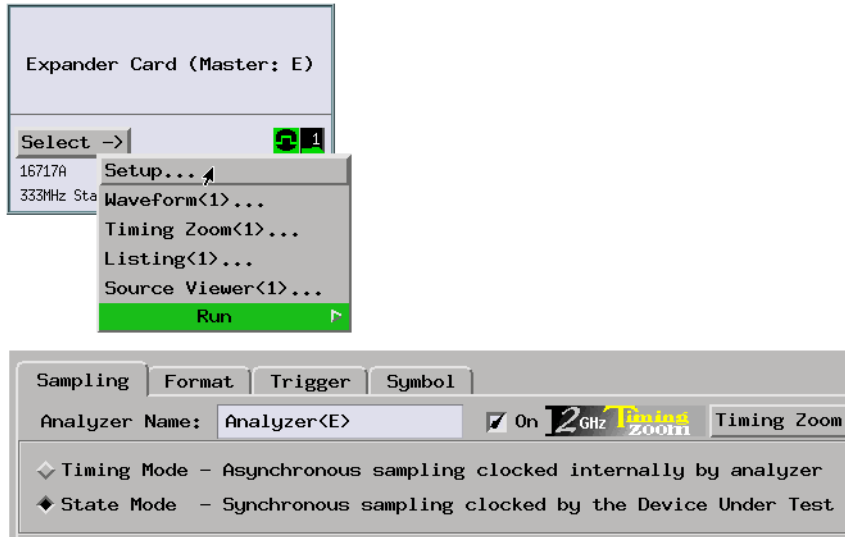 Expander Card (Master: E)
Select ->
1
16717A
333MHz Sta
Setup...
Waveform<1>...
Timing Zoom<1>...
Listing<1>...
Source Viewer<1>...
Run
Sampling Format Trigger Symbol
Analyzer Name: Analyzer<E> On 2GHz Timing Zoom Timing Zoom
Timing Mode - Asynchronous sampling clocked internally by analyzer
State Mode - Synchronous sampling clocked by the Device Under Test